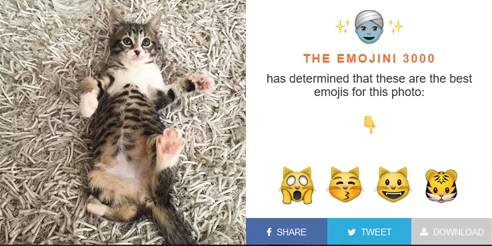 THE EMOJINI 3000
has determined that these are the best
emojis for this photo:
SHARE
TWEET
DOWNLOAD